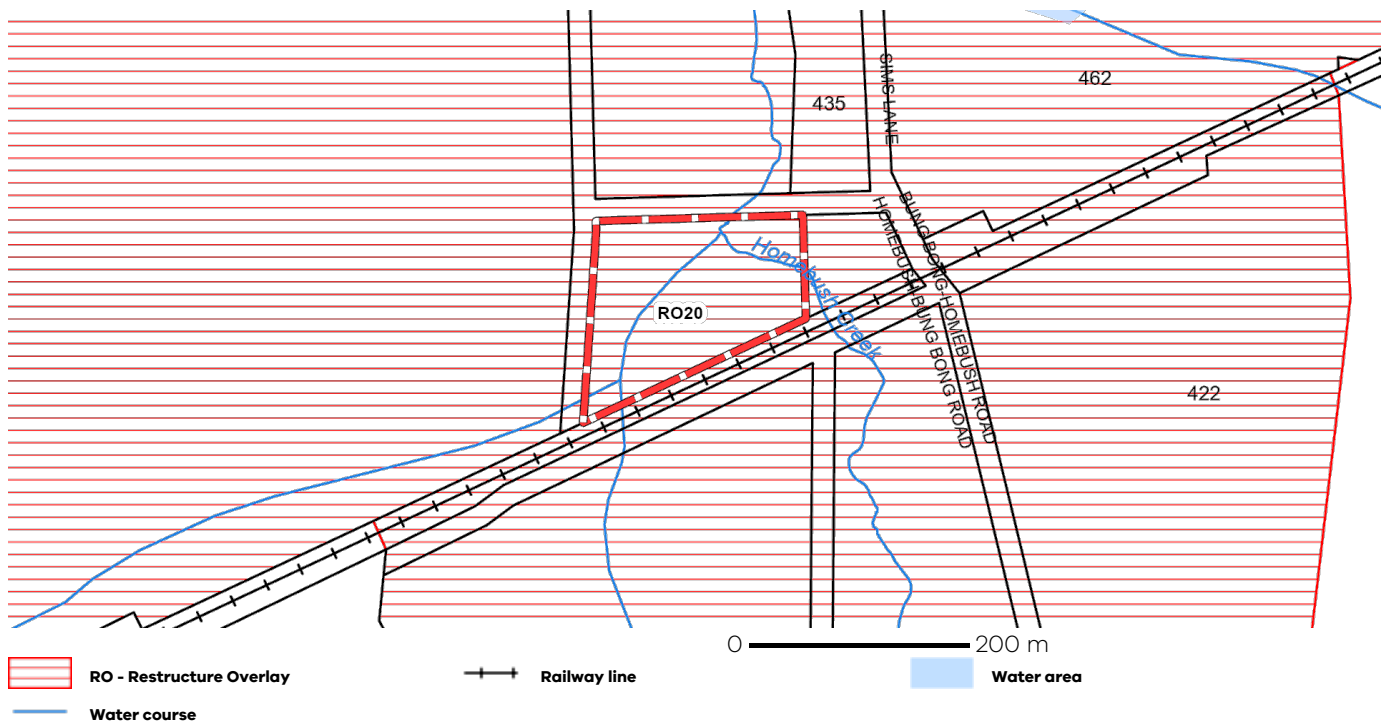 462
435
SIMS LANE
BUNG BONG-HOMEBUSH ROAD
HOMEBUSH-BUNG BONG ROAD
Homebush Creek
RO20
422
0 200 m
RO - Restructure Overlay
Railway line
Water area
Water course